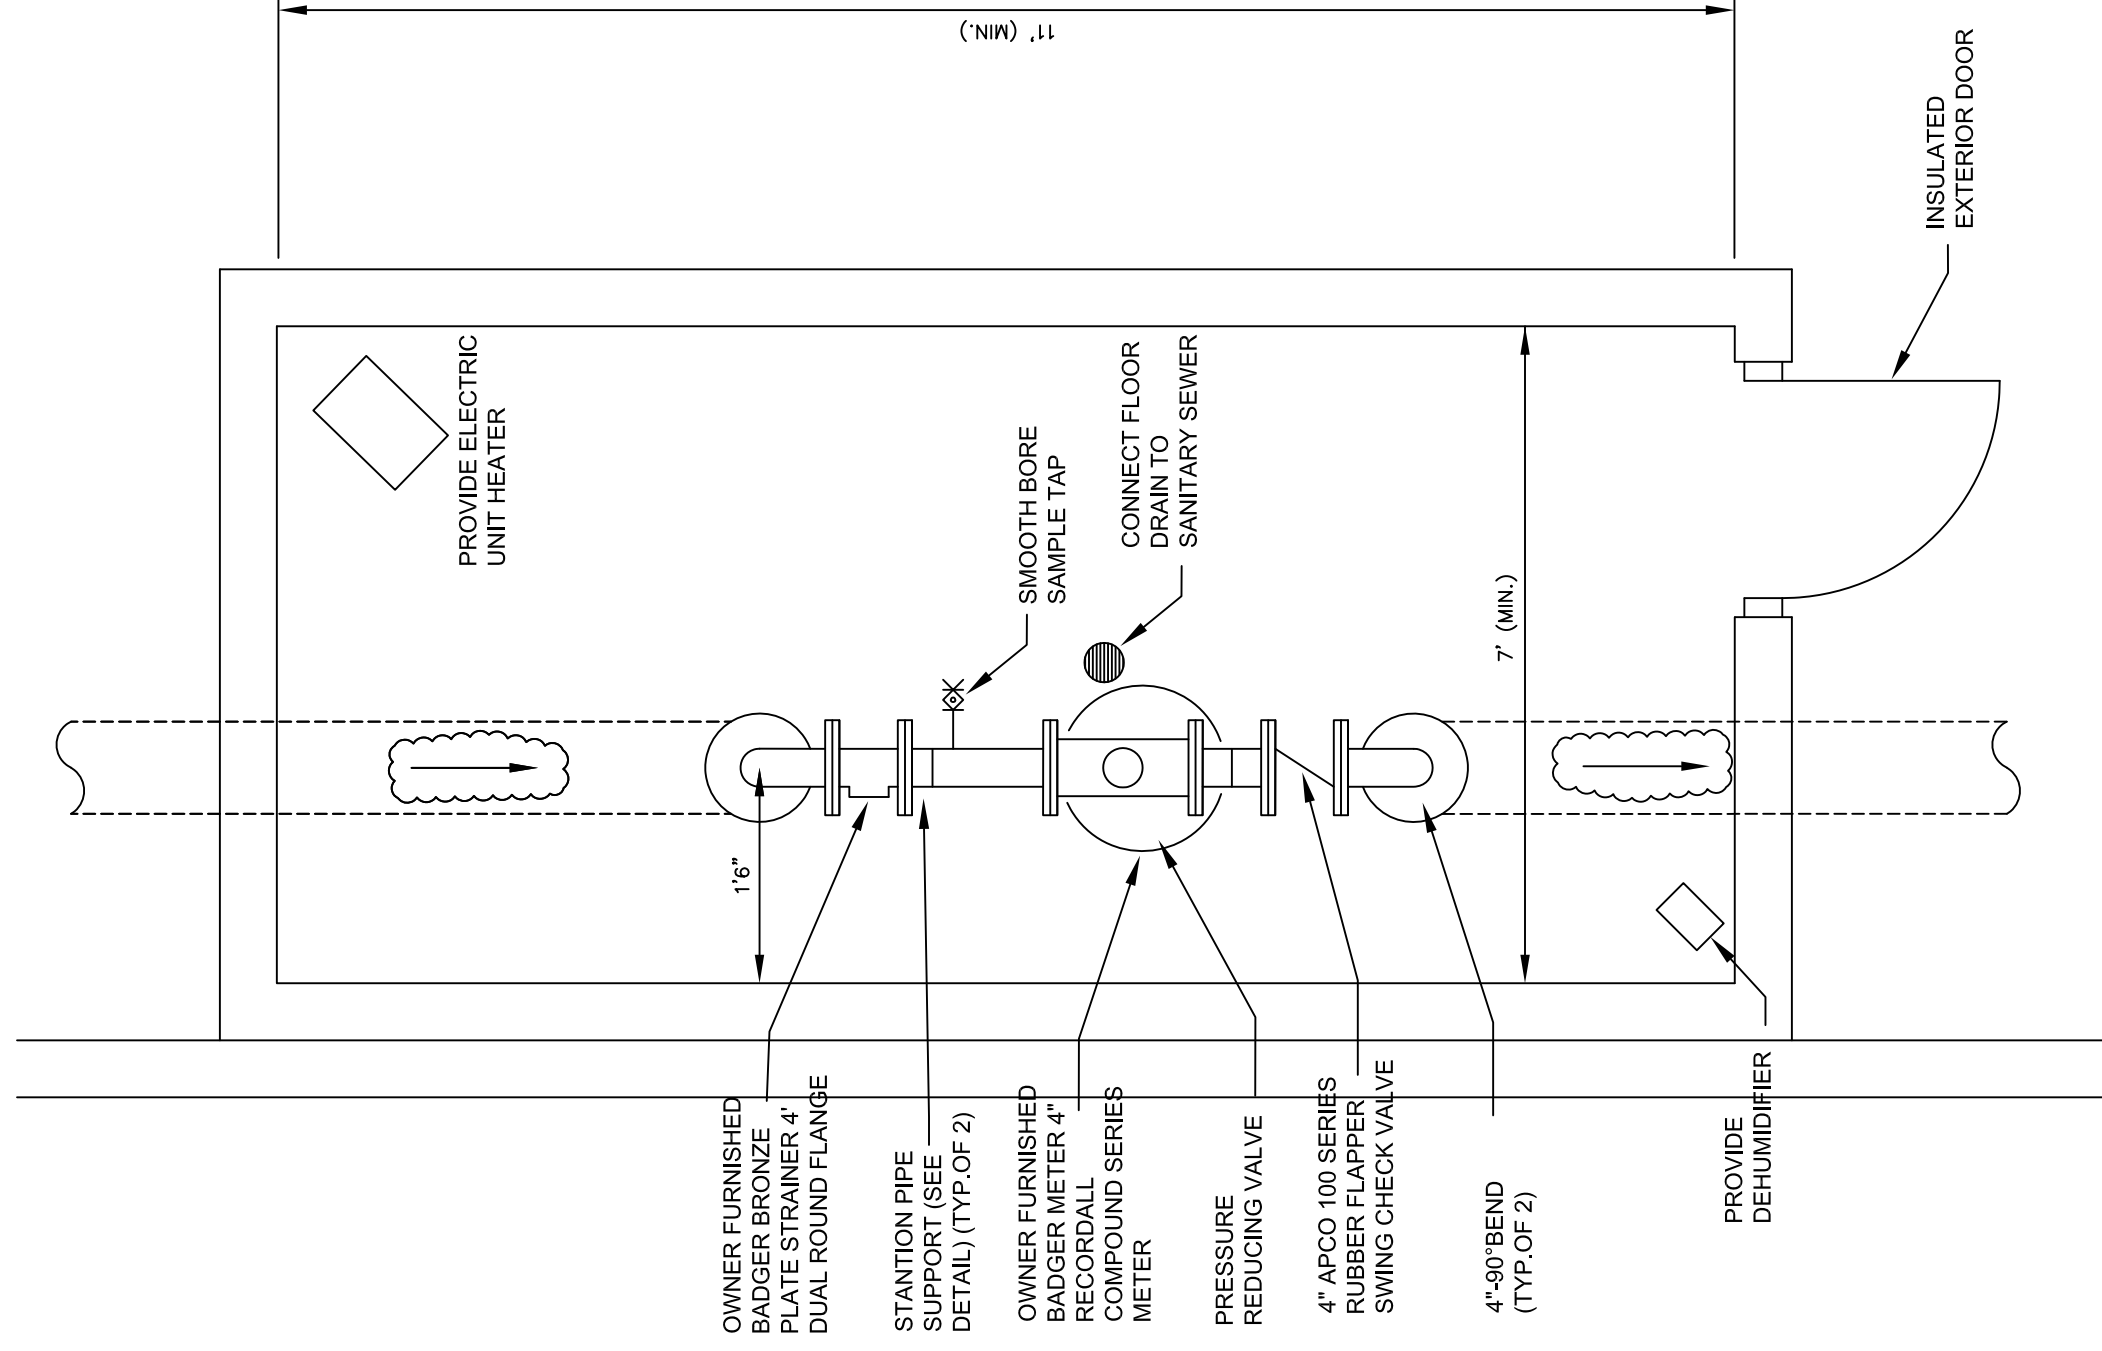 11' (MIN.)
INSULATED
EXTERIOR DOOR
PROVIDE ELECTRIC
UNIT HEATER
SMOOTH BORE
SAMPLE TAP
CONNECT FLOOR
DRAIN TO
SANITARY SEWER
7' (MIN.)
1'6"
OWNER FURNISHED
BADGER BRONZE
PLATE STRAINER 4'
DUAL ROUND FLANGE
STANTION PIPE
SUPPORT (SEE
DETAIL) (TYP.OF 2)
OWNER FURNISHED
BADGER METER 4"
RECORDALL
COMPOUND SERIES
METER
PRESSURE
REDUCING VALVE
4" APCO 100 SERIES
RUBBER FLAPPER
SWING CHECK VALVE
4"-90°BEND
(TYP.OF 2)
PROVIDE
DEHUMIDIFIER